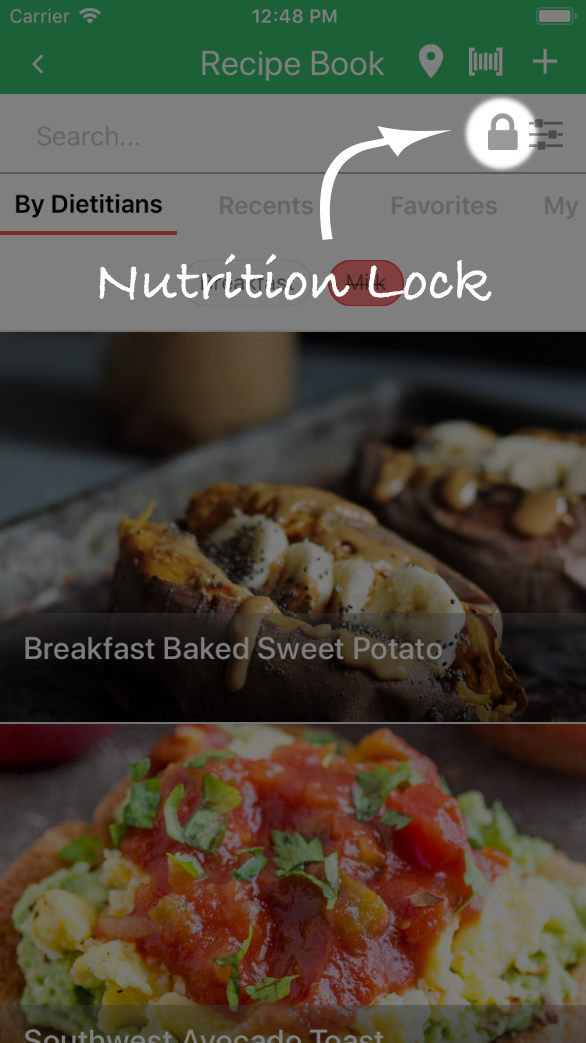 Carrier 12:48 PM
Recipe Book
Search...
By Dietitians Recents Favorites My
Breakfast Milk
Nutrition Lock
Breakfast Baked Sweet Potato
Southwest Avocado Toast